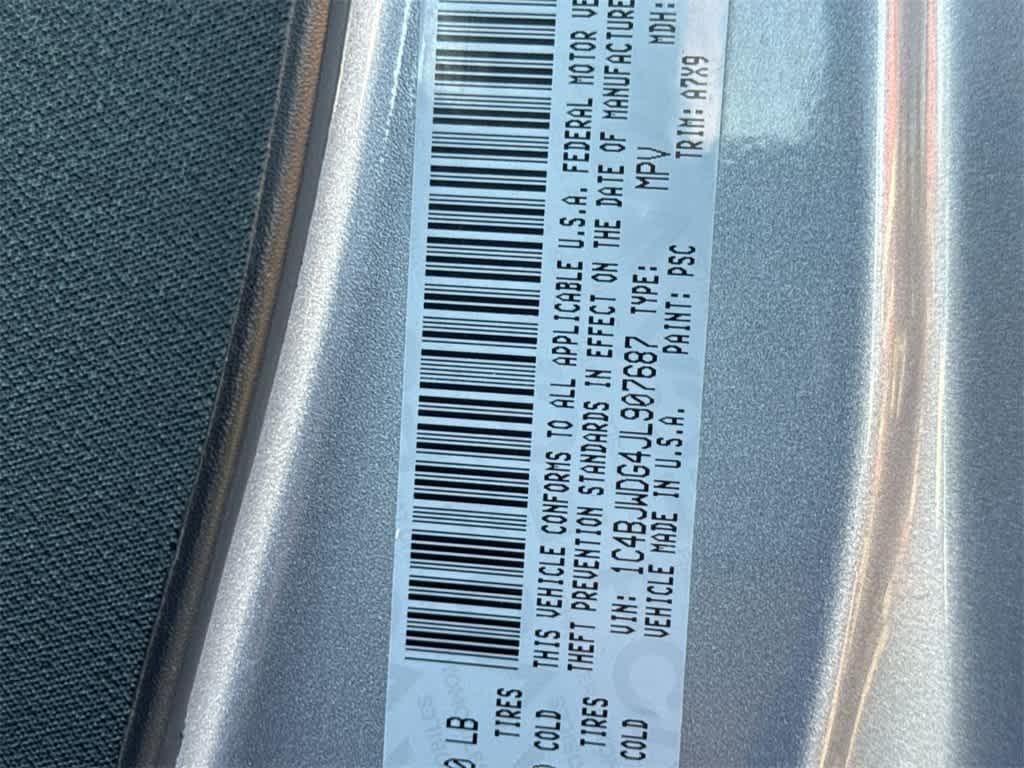 0 LB
TIRES
COLD
TIRES
COLD
THIS VEHICLE CONFORMS TO ALL APPLICABLE U.S.A. FEDERAL MOTOR VE
THEFT PREVENTION STANDARDS IN EFFECT ON THE DATE OF MANUFACTURE
VIN: 1C4BJWDG4JL907687 TYPE: MPV MDH:
VEHICLE MADE IN U.S.A. PAINT: PSC TRIM: A7X9